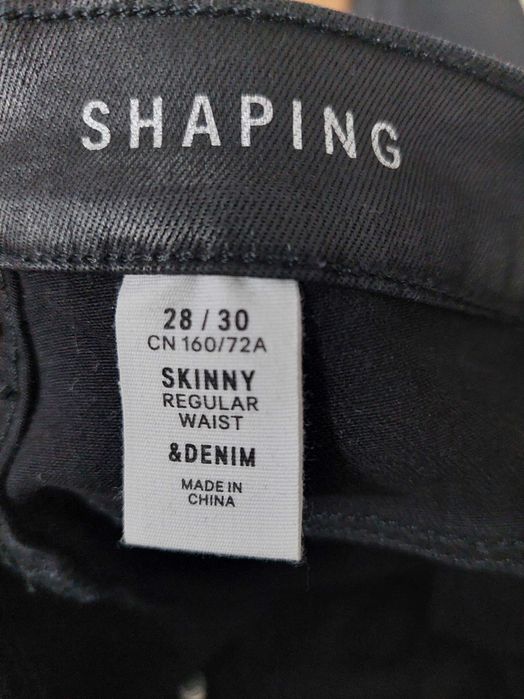 SHAPING
28 / 30
CN 160/72A
SKINNY
REGULAR
WAIST
&DENIM
MADE IN
CHINA